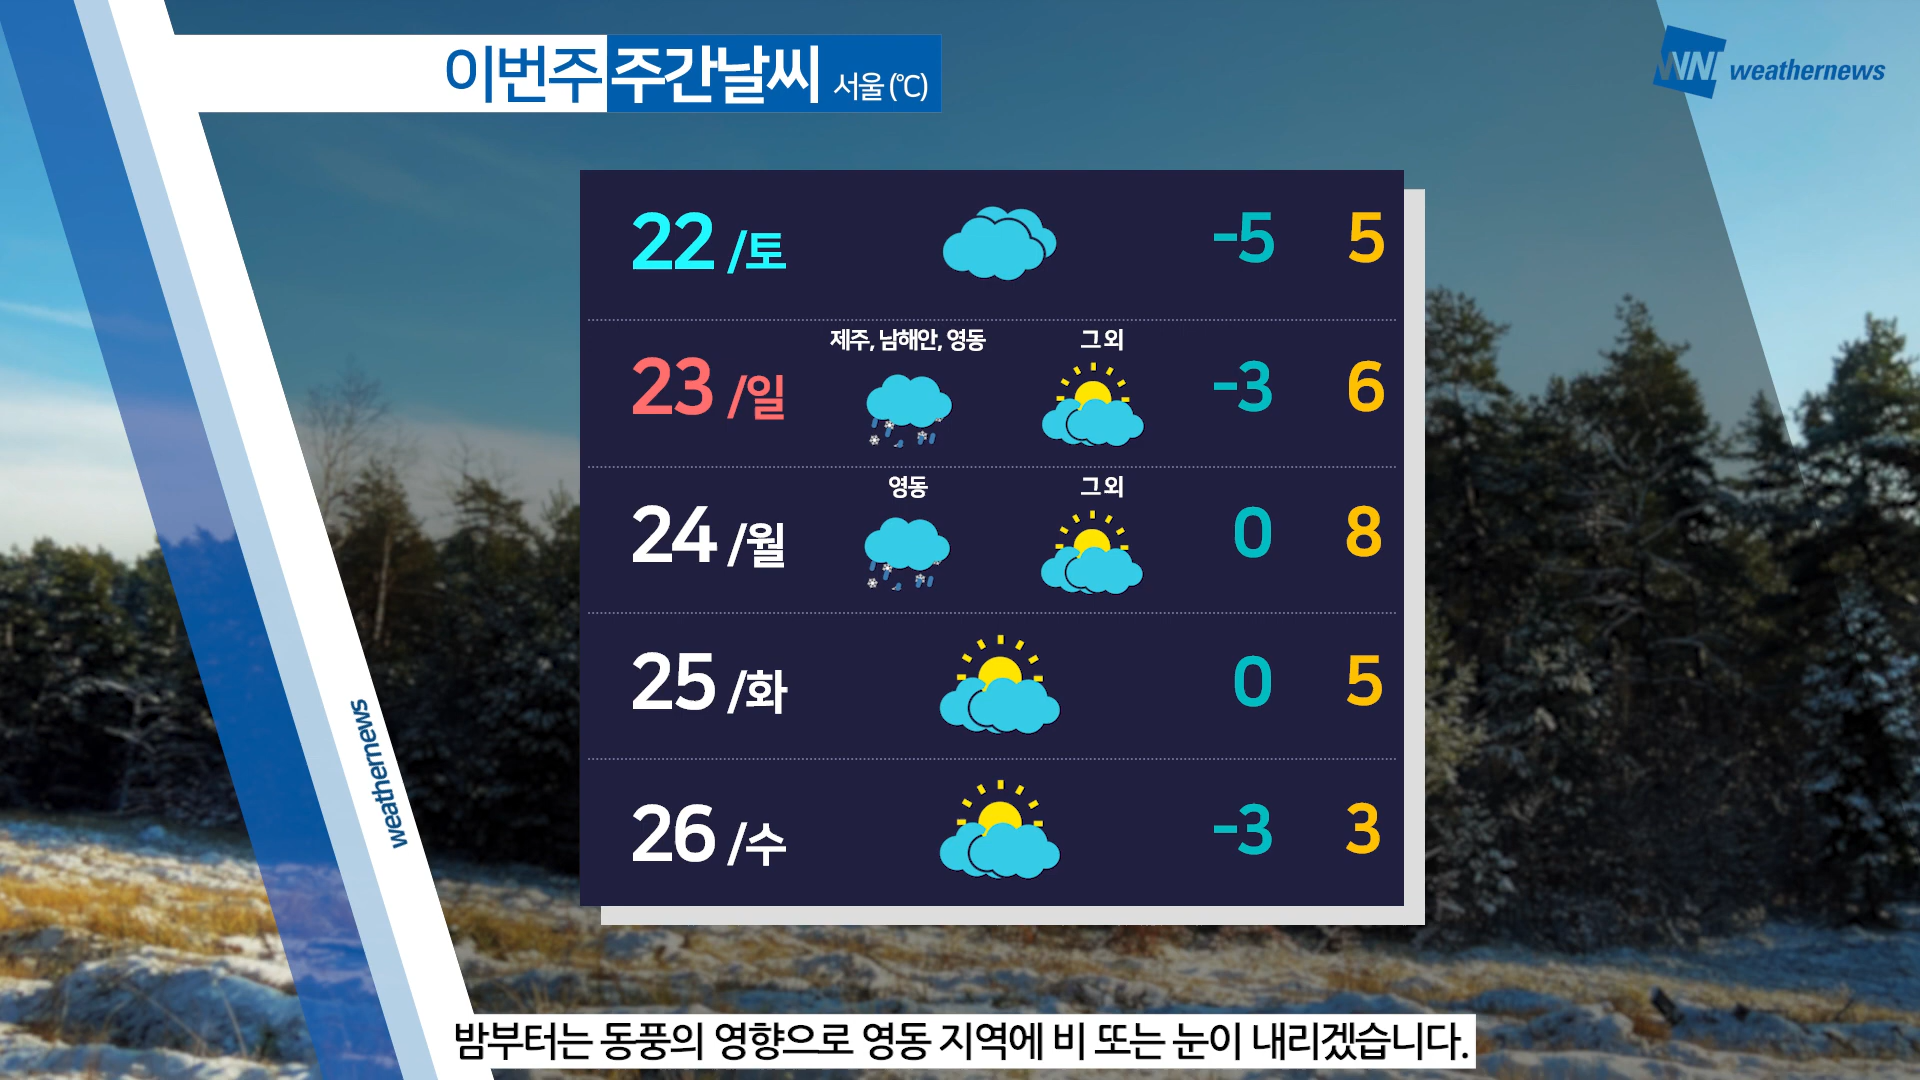 이번주 주간날씨 서울 (℃)
WNI weathernews
22 /토 -5 5
제주, 남해안, 영동 그 외
23 /일 -3 6
영동 그 외
24 /월 0 8
25 /화 0 5
26 /수 -3 3
weathernews
밤부터는 동풍의 영향으로 영동 지역에 비 또는 눈이 내리겠습니다.